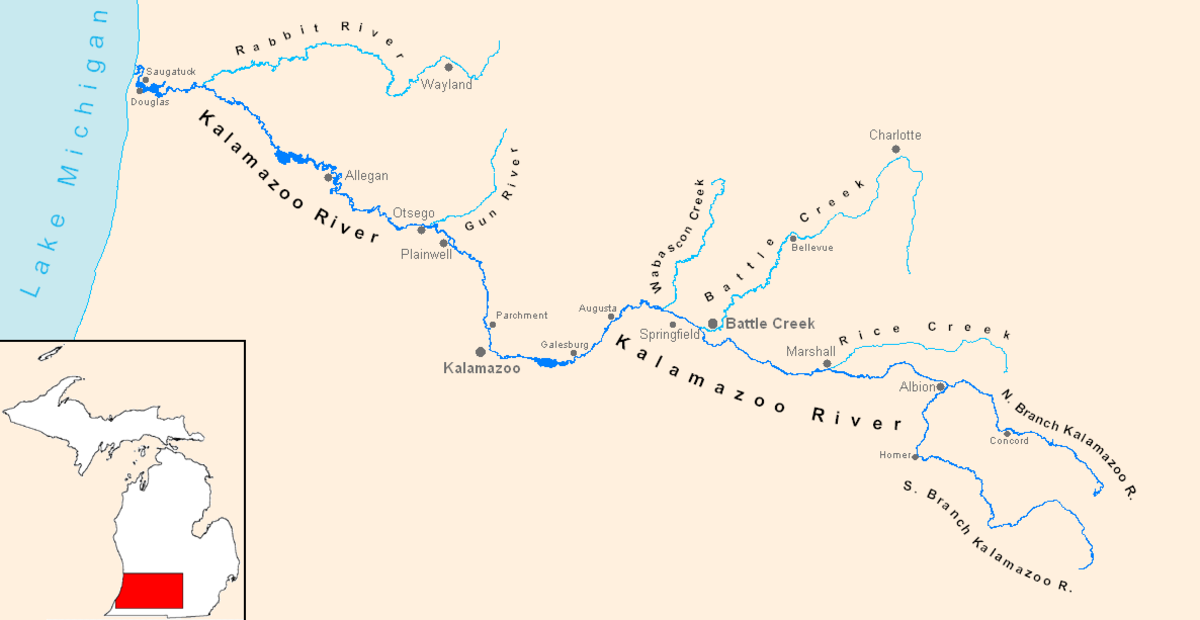 Lake Michigan
Rabbit River
Saugatuck
Douglas
Wayland
Kalamazoo River
Allegan
Otsego
Gun River
Plainwell
Charlotte
Wabascon Creek
Battle Creek
Bellevue
Parchment
Augusta
Springfield
Battle Creek
Galesburg
Kalamazoo
Kalamazoo River
Marshall
Rice Creek
Albion
N. Branch Kalamazoo R.
Concord
Homer
S. Branch Kalamazoo R.